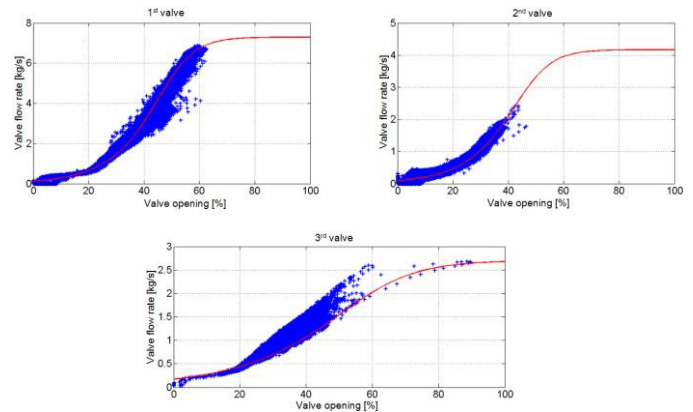 1st valve
Valve flow rate [kg/s]
8
6
4
2
0
0 20 40 60 80 100
Valve opening [%]
2nd valve
Valve flow rate [kg/s]
5
4
3
2
1
0
0 20 40 60 80 100
Valve opening [%]
3rd valve
Valve flow rate [kg/s]
3
2.5
2
1.5
1
0.5
0
0 20 40 60 80 100
Valve opening [%]